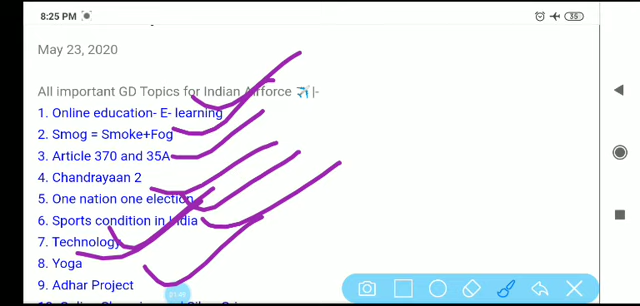 8:25 PM
35
May 23, 2020
All important GD Topics for Indian Airforce ✈️ |-
1. Online education- E- learning
2. Smog = Smoke+Fog
3. Article 370 and 35A
4. Chandrayaan 2
5. One nation one election
6. Sports condition in India
7. Technology
8. Yoga
9. Adhar Project